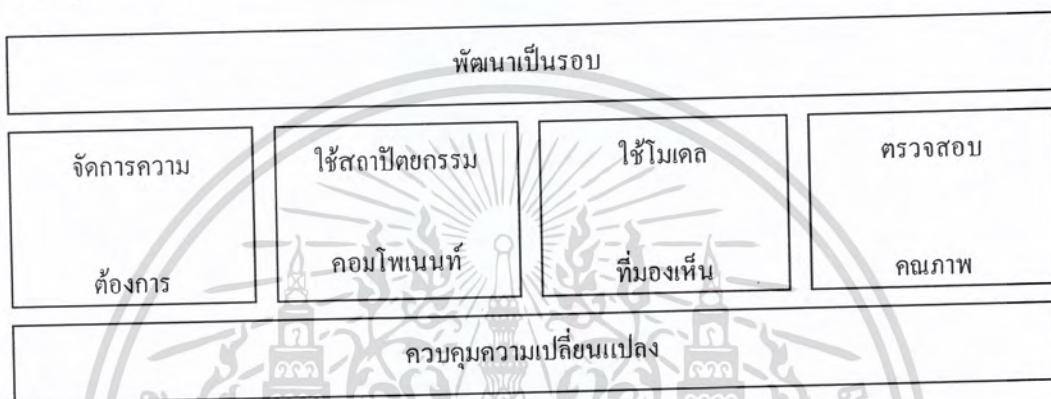 พัฒนาเป็นรอบ
จัดการความ
ต้องการ
ใช้สถาปัตยกรรม
คอมโพเนนท์
ใช้โมเดล
ที่มองเห็น
ตรวจสอบ
คณภาพ
ควบคุมความเปลี่ยนแปลง